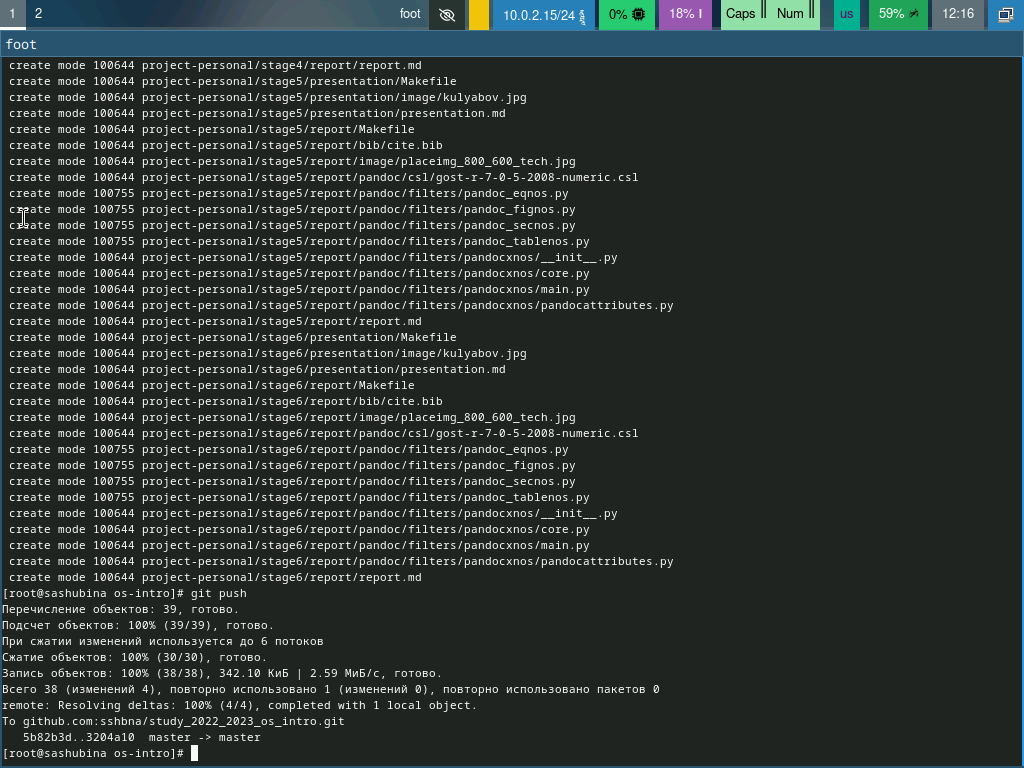 1 2 foot 10.0.2.15/24 0% 18% Caps Num us 59% 12:16
foot
create mode 100644 project-personal/stage4/report/report.md
create mode 100644 project-personal/stage5/presentation/Makefile
create mode 100644 project-personal/stage5/presentation/image/kulyabov.jpg
create mode 100644 project-personal/stage5/presentation/presentation.md
create mode 100644 project-personal/stage5/report/Makefile
create mode 100644 project-personal/stage5/report/bib/cite.bib
create mode 100644 project-personal/stage5/report/image/placeimg_800_600_tech.jpg
create mode 100644 project-personal/stage5/report/pandoc/csl/gost-r-7-0-5-2008-numeric.csl
create mode 100755 project-personal/stage5/report/pandoc/filters/pandoc_eqnos.py
create mode 100755 project-personal/stage5/report/pandoc/filters/pandoc_fignos.py
create mode 100755 project-personal/stage5/report/pandoc/filters/pandoc_secnos.py
create mode 100755 project-personal/stage5/report/pandoc/filters/pandoc_tablenos.py
create mode 100644 project-personal/stage5/report/pandoc/filters/pandocxnos/__init__.py
create mode 100644 project-personal/stage5/report/pandoc/filters/pandocxnos/core.py
create mode 100644 project-personal/stage5/report/pandoc/filters/pandocxnos/main.py
create mode 100644 project-personal/stage5/report/pandoc/filters/pandocxnos/pandocattributes.py
create mode 100644 project-personal/stage5/report/report.md
create mode 100644 project-personal/stage6/presentation/Makefile
create mode 100644 project-personal/stage6/presentation/image/kulyabov.jpg
create mode 100644 project-personal/stage6/presentation/presentation.md
create mode 100644 project-personal/stage6/report/Makefile
create mode 100644 project-personal/stage6/report/bib/cite.bib
create mode 100644 project-personal/stage6/report/image/placeimg_800_600_tech.jpg
create mode 100644 project-personal/stage6/report/pandoc/csl/gost-r-7-0-5-2008-numeric.csl
create mode 100755 project-personal/stage6/report/pandoc/filters/pandoc_eqnos.py
create mode 100755 project-personal/stage6/report/pandoc/filters/pandoc_fignos.py
create mode 100755 project-personal/stage6/report/pandoc/filters/pandoc_secnos.py
create mode 100755 project-personal/stage6/report/pandoc/filters/pandoc_tablenos.py
create mode 100644 project-personal/stage6/report/pandoc/filters/pandocxnos/__init__.py
create mode 100644 project-personal/stage6/report/pandoc/filters/pandocxnos/core.py
create mode 100644 project-personal/stage6/report/pandoc/filters/pandocxnos/main.py
create mode 100644 project-personal/stage6/report/pandoc/filters/pandocxnos/pandocattributes.py
create mode 100644 project-personal/stage6/report/report.md
[root@sashubina os-intro]# git push
Перечисление объектов: 39, готово.
Подсчет объектов: 100% (39/39), готово.
При сжатии изменений используется до 6 потоков
Сжатие объектов: 100% (30/30), готово.
Запись объектов: 100% (38/38), 342.10 КиБ | 2.59 МиБ/с, готово.
Всего 38 (изменений 4), повторно использовано 1 (изменений 0), повторно использовано пакетов 0
remote: Resolving deltas: 100% (4/4), completed with 1 local object.
To github.com:sshbna/study_2022_2023_os_intro.git
5b82b3d..3204a10  master -> master
[root@sashubina os-intro]#